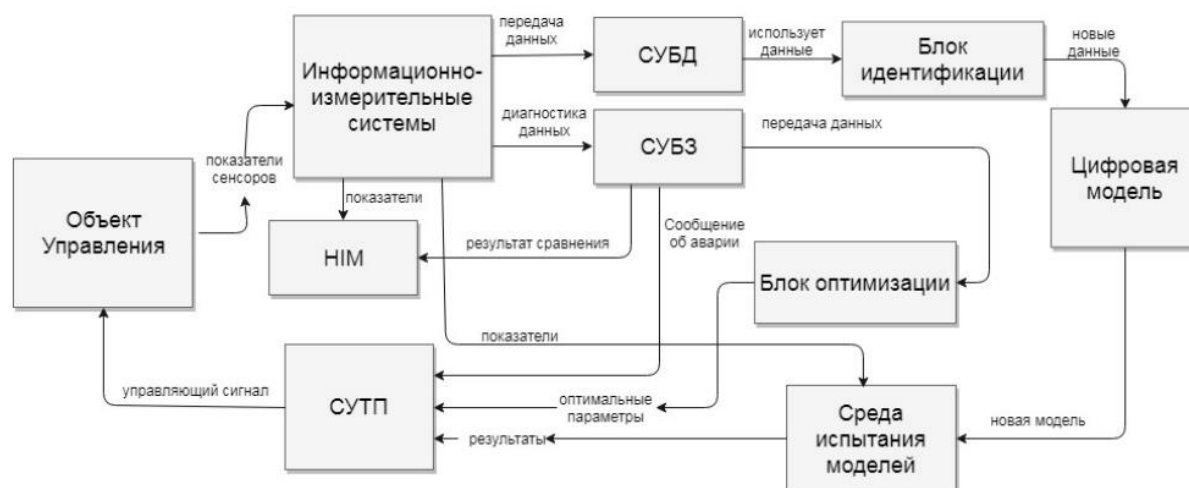 передача
данных
СУБД
использует
данные
Блок
идентификации
новые
данные
Информационно-
измерительные
системы
диагностика
данных
СУБЗ
передача данных
Цифровая
модель
показатели
сенсоров
Объект
Управления
показатели
HIM
результат сравнения
Сообщение
об аварии
Блок оптимизации
показатели
управляющий сигнал
СУТП
оптимальные
параметры
результаты
Среда
испытания
моделей
новая модель